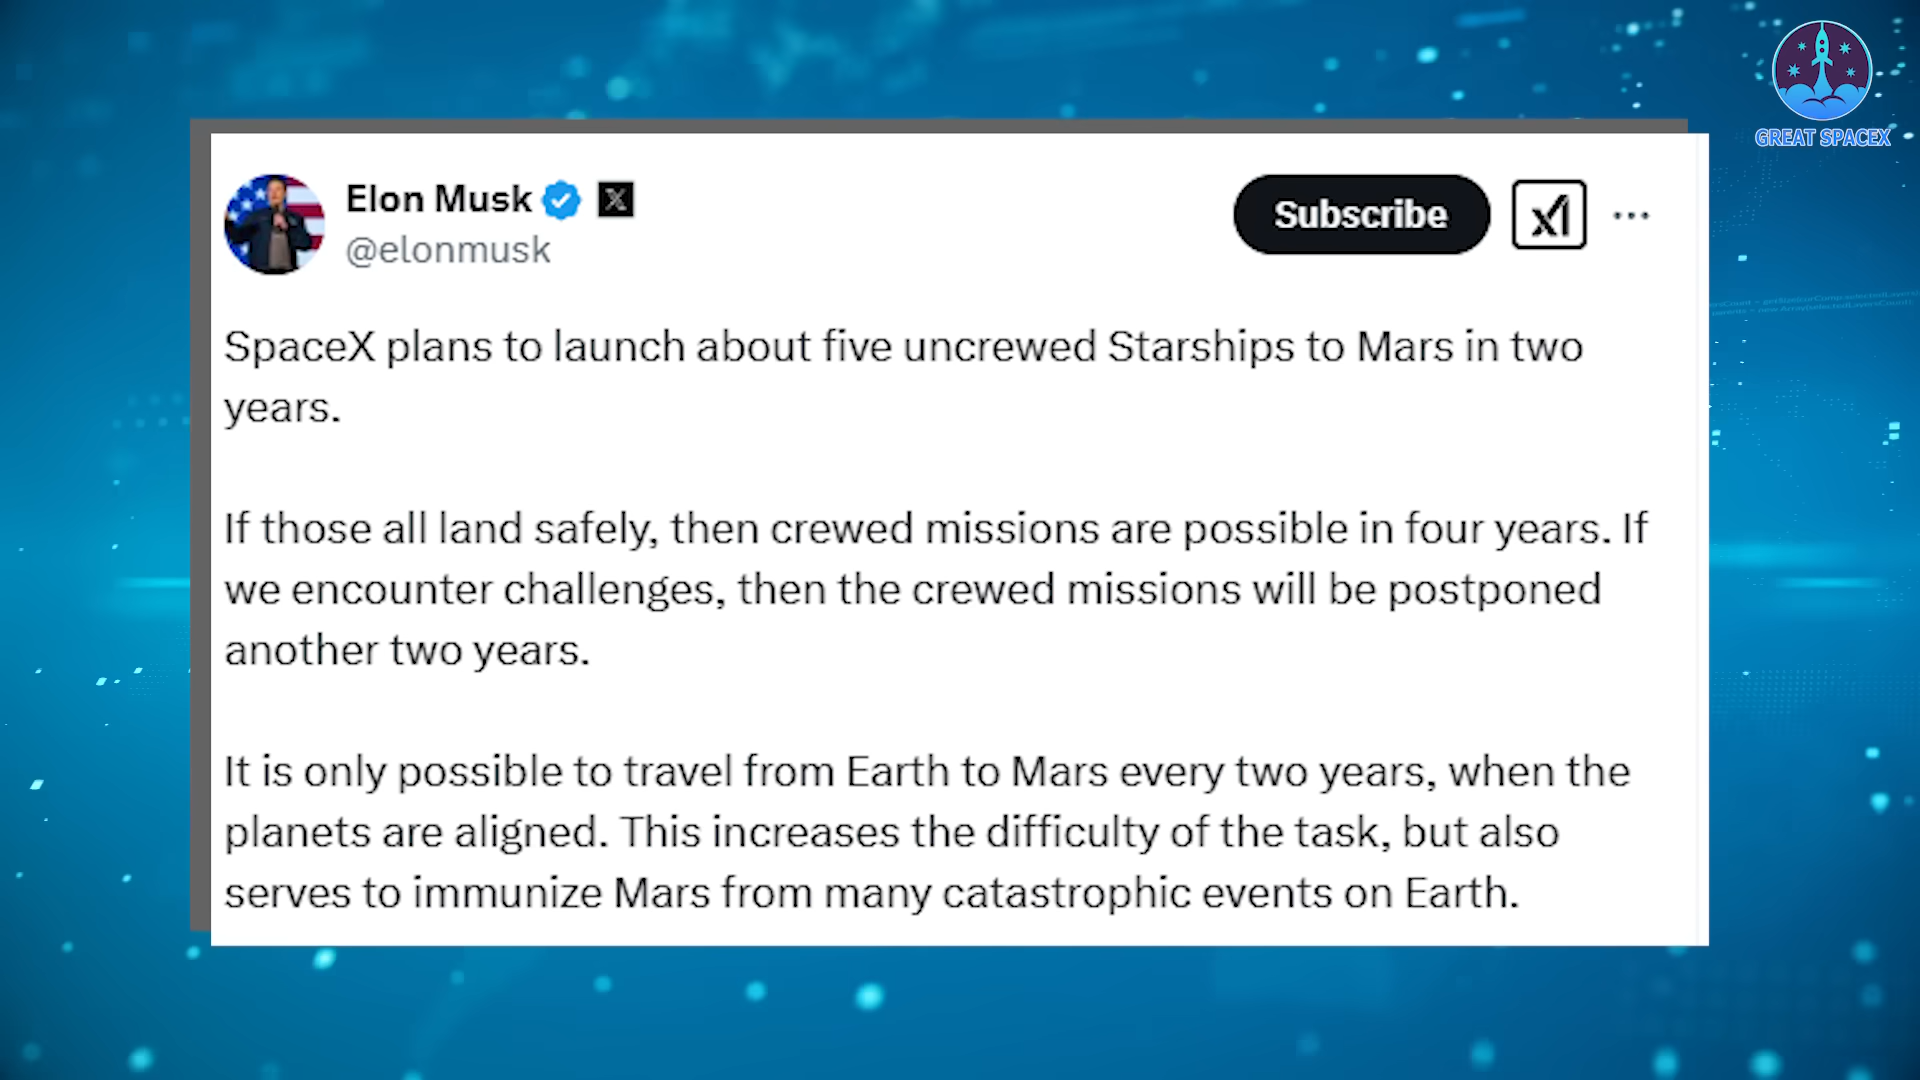 GREAT SPACEX
Elon Musk
@elonmusk
Subscribe
SpaceX plans to launch about five uncrewed Starships to Mars in two
years.
If those all land safely, then crewed missions are possible in four years. If
we encounter challenges, then the crewed missions will be postponed
another two years.
It is only possible to travel from Earth to Mars every two years, when the
planets are aligned. This increases the difficulty of the task, but also
serves to immunize Mars from many catastrophic events on Earth.